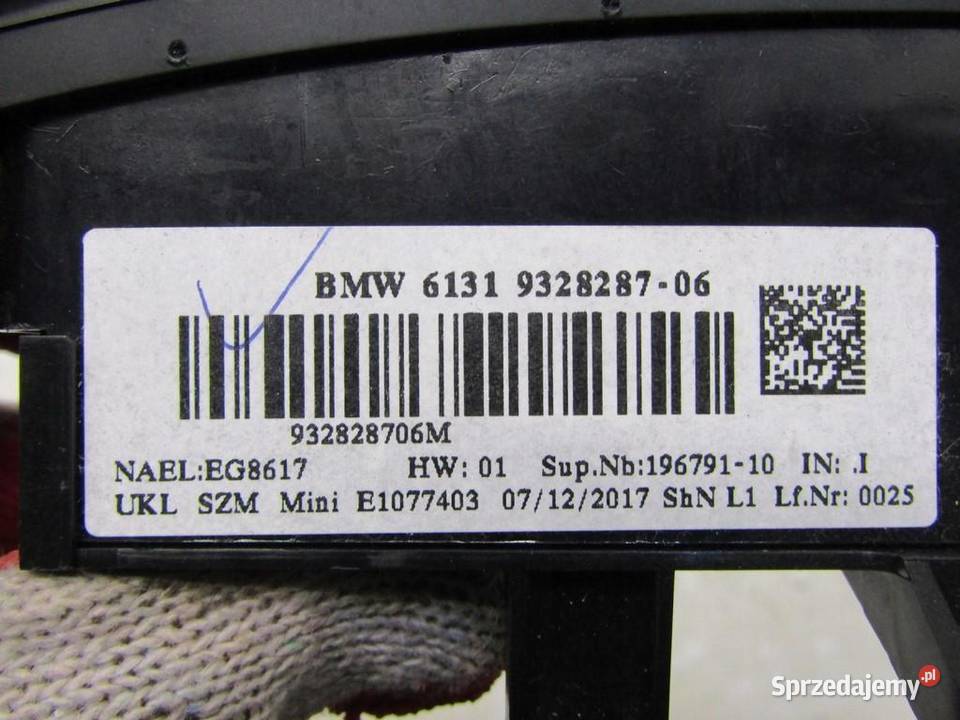 BMW 6131 9328287-06
932828706M
NAEL:EG8617 HW: 01 Sup.Nb:196791-10 IN: .I
UKL SZM Mini E1077403 07/12/2017 ShN L1 Lf.Nr: 0025
Sprzedajemy.pl